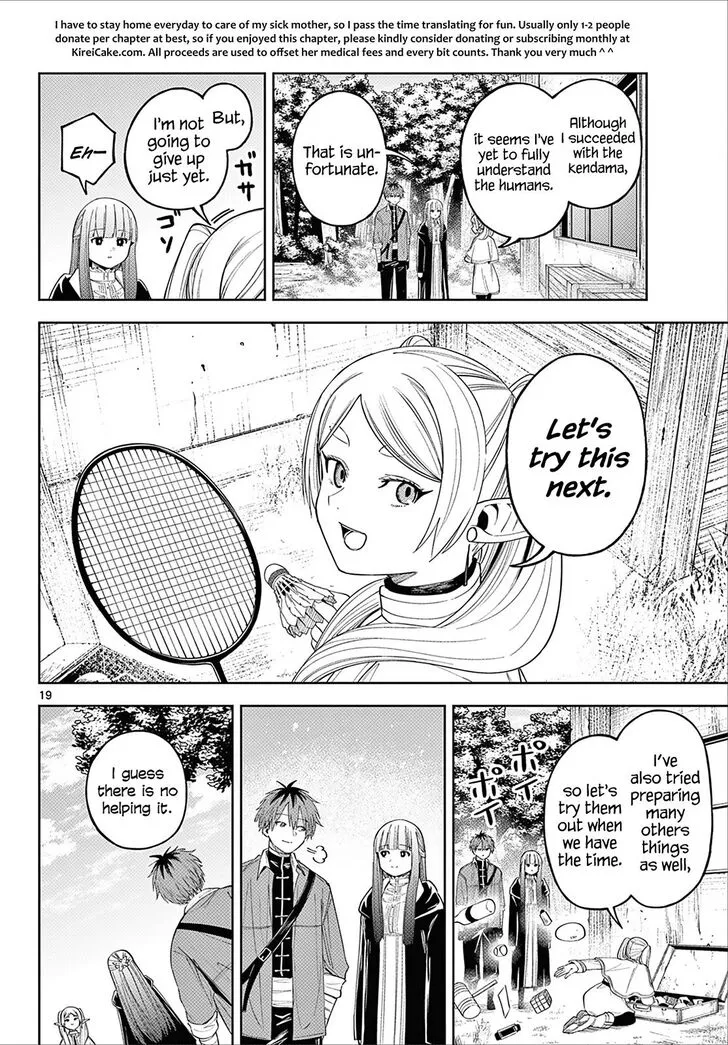 I have to stay home everyday to care of my sick mother, so I pass the time translating for fun. Usually only 1-2 people
donate per chapter at best, so if you enjoyed this chapter, please kindly consider donating or subscribing monthly at
KireiCake.com. All proceeds are used to offset her medical fees and every bit counts. Thank you very much ^ ^
Although
I succeeded
with the
kendama,
it seems I've
yet to fully
understand
the humans.
That is un-
fortunate.
But,
I'm not
going to
give up
just yet.
ガサ
ゴソ
Eh—
Let's
try this
next.
19
I've
also tried
preparing
many
others
things
as well,
so let's
try them
out when
we have
the time.
ポイ
ポイ
I guess
there is no
helping it.